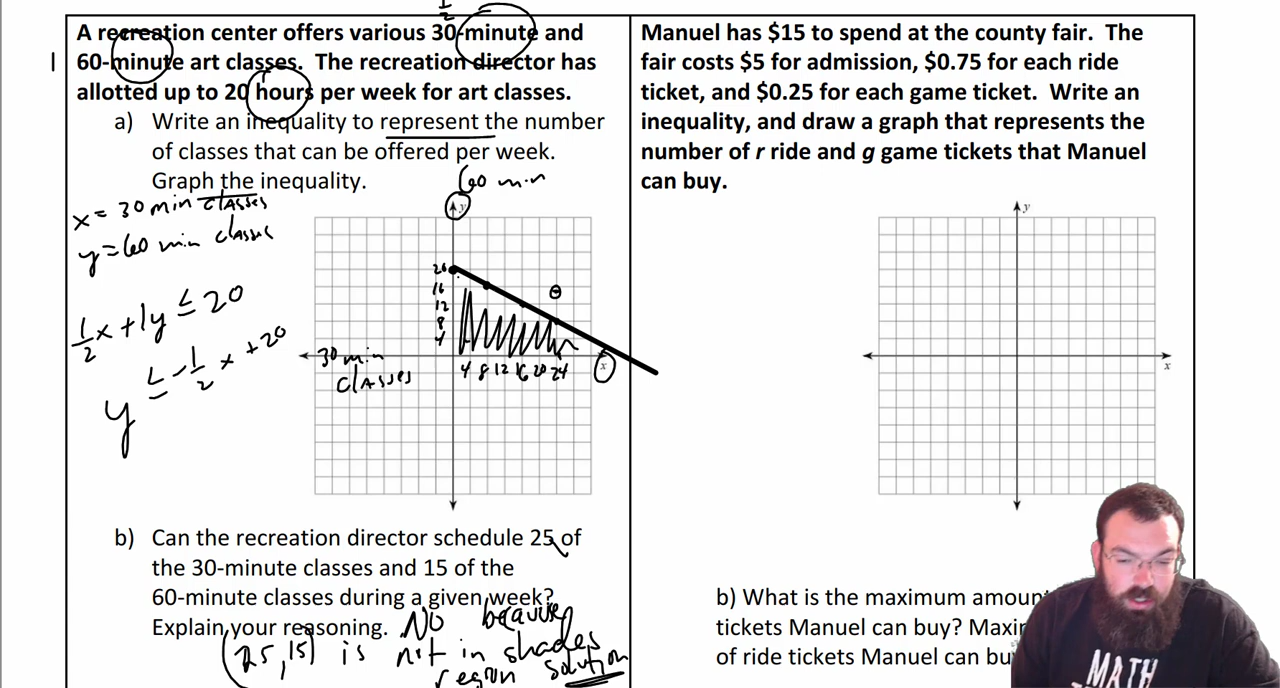 A recreation center offers various 30-minute and
60-minute art classes. The recreation director has
allotted up to 20 hours per week for art classes.
a) Write an inequality to represent the number
of classes that can be offered per week.
Graph the inequality.
1/2
1
60 min
x = 30 min classes
y = 60 min classes
1/2 x + 1y ≤ 20
y ≤ -1/2 x + 20
y
20
16
12
8
4
30 min
classes
4 8 12 16 20 24
x
b) Can the recreation director schedule 25 of
the 30-minute classes and 15 of the
60-minute classes during a given week?
Explain your reasoning.
No because
(25, 15) is not in shades
region solution
Manuel has $15 to spend at the county fair. The
fair costs $5 for admission, $0.75 for each ride
ticket, and $0.25 for each game ticket. Write an
inequality, and draw a graph that represents the
number of r ride and g game tickets that Manuel
can buy.
y
x
b) What is the maximum amoun
tickets Manuel can buy? Maxi
of ride tickets Manuel can bu
MATH